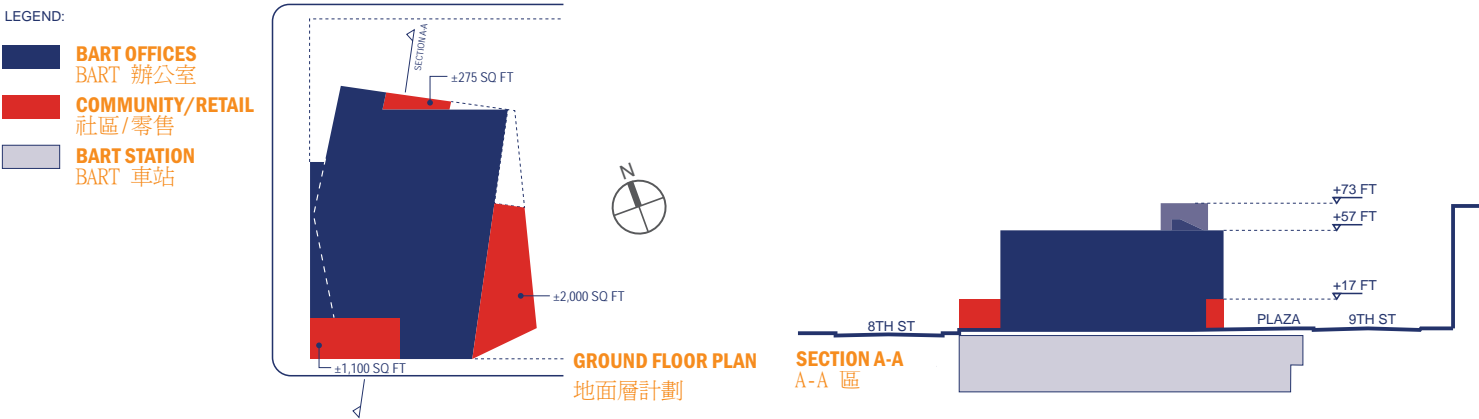 LEGEND:
BART OFFICES
BART 辦公室
COMMUNITY/RETAIL
社區/零售
BART STATION
BART 車站
SECTION A-A
±275 SQ FT
±2,000 SQ FT
±1,100 SQ FT
N
GROUND FLOOR PLAN
地面層計劃
+73 FT
+57 FT
+17 FT
8TH ST
PLAZA
9TH ST
SECTION A-A
A-A 區